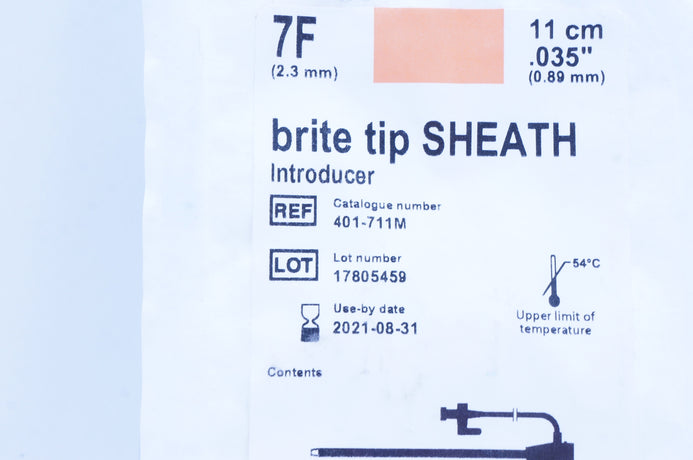 7F
(2.3 mm)
11 cm
.035"
(0.89 mm)
brite tip SHEATH
Introducer
REF
Catalogue number
401-711M
LOT
Lot number
17805459
Use-by date
2021-08-31
54°C
Upper limit of
temperature
Contents